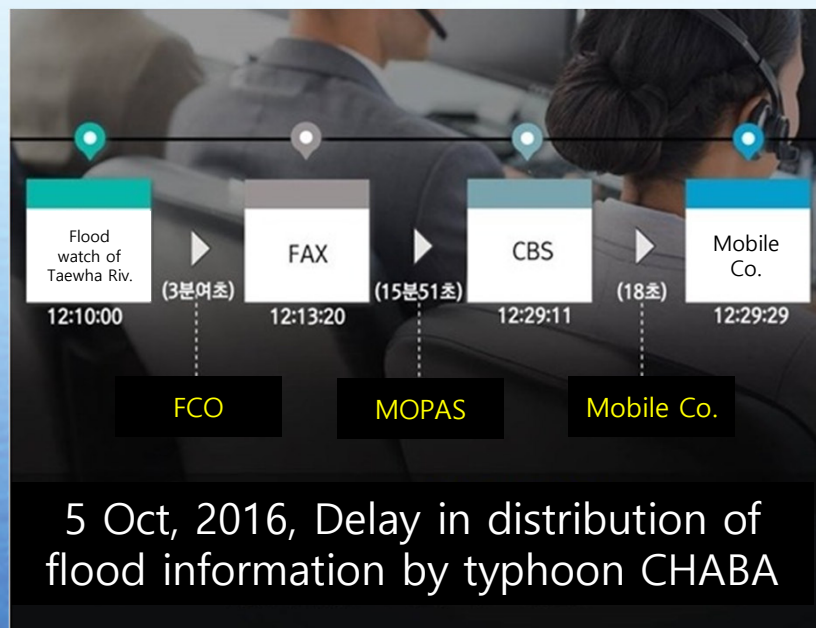 Flood
watch of
Taewha Riv.
(3분여초)
FAX
(15분51초)
CBS
(18초)
Mobile
Co.
12:10:00
12:13:20
12:29:11
12:29:29
FCO
MOPAS
Mobile Co.
5 Oct, 2016, Delay in distribution of
flood information by typhoon CHABA